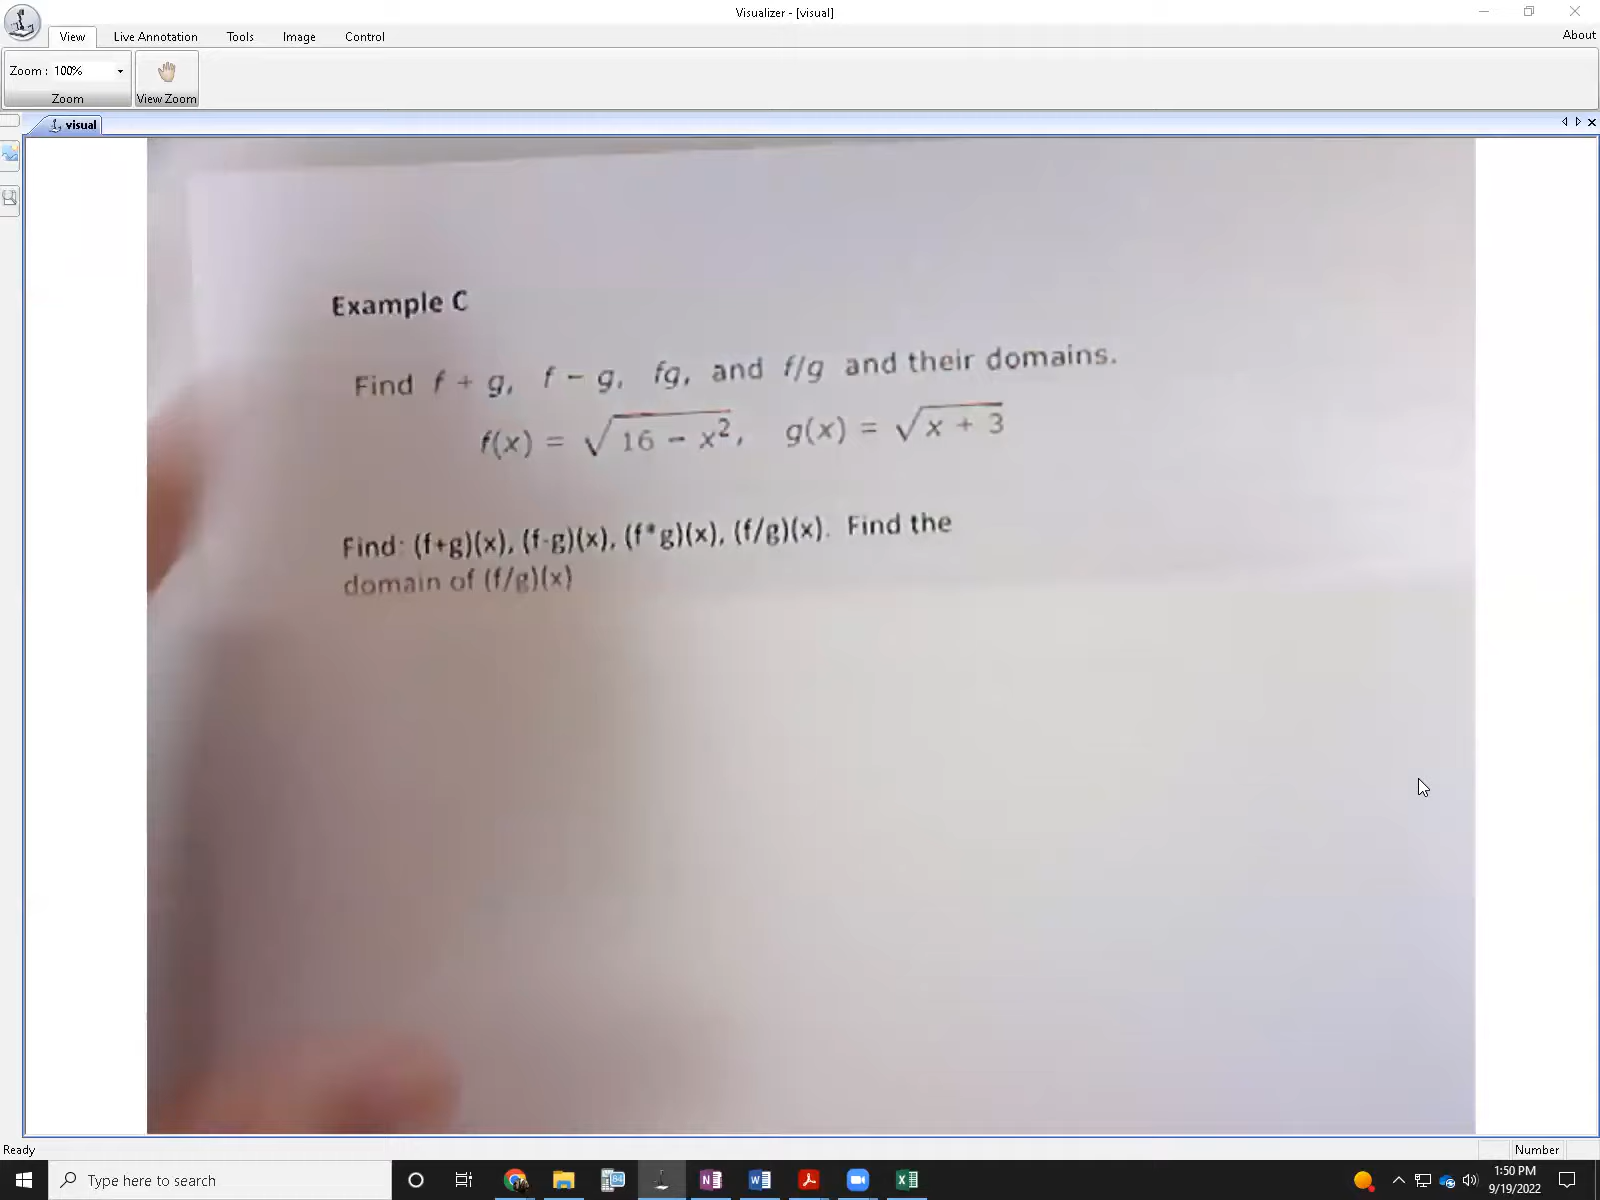 Visualizer - [visual]
View Live Annotation Tools Image Control About
Zoom : 100%
Zoom View Zoom
visual
Example C
Find f + g, f - g, fg, and f/g and their domains.
f(x) = √16 - x², g(x) = √x + 3
Find: (f+g)(x), (f-g)(x), (f*g)(x), (f/g)(x). Find the
domain of (f/g)(x)
Ready Number
Type here to search
1:50 PM
9/19/2022